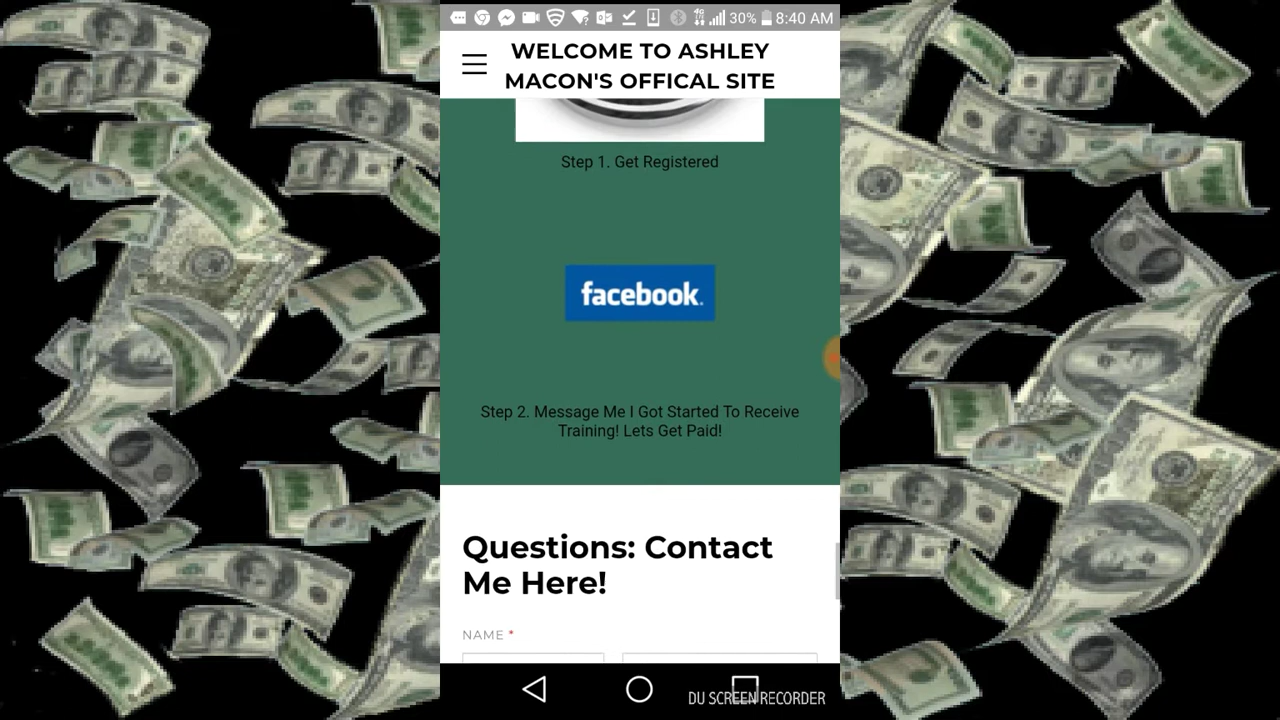 30% 8:40 AM
WELCOME TO ASHLEY
MACON'S OFFICAL SITE
Step 1. Get Registered
facebook.
Step 2. Message Me I Got Started To Receive
Training! Lets Get Paid!
Questions: Contact
Me Here!
NAME *
DU SCREEN RECORDER